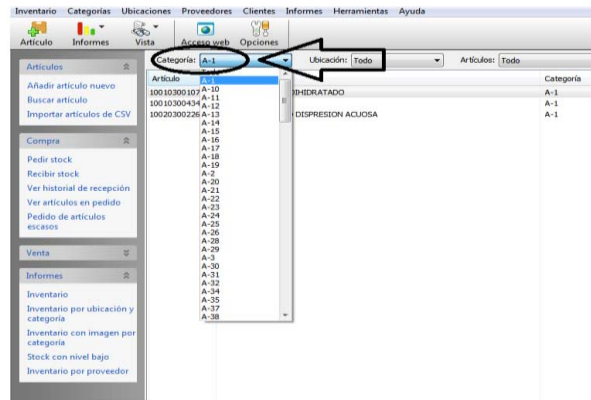 Inventario Categorías Ubicaciones Proveedores Clientes Informes Herramientas Ayuda
Artículo Informes Vista Acceso web Opciones
Categoría: A-1 Ubicación: Todo Artículos: Todo
Artículos
Añadir artículo nuevo
Buscar artículo
Importar artículos de CSV
Compra
Pedir stock
Recibir stock
Ver historial de recepción
Ver artículos en pedido
Pedido de artículos
escasos
Venta
Informes
Inventario
Inventario por ubicación y
categoría
Inventario con imagen por
categoría
Stock con nivel bajo
Inventario por proveedor
Artículo Categoría
DIHIDRATADO A-1
10010300434 A-1
10020300226 DISPRESION ACUOSA A-1
A-1
A-10
A-11
A-12
A-13
A-14
A-15
A-16
A-17
A-18
A-19
A-2
A-20
A-21
A-22
A-23
A-24
A-25
A-26
A-28
A-29
A-3
A-30
A-31
A-32
A-34
A-35
A-37
A-38